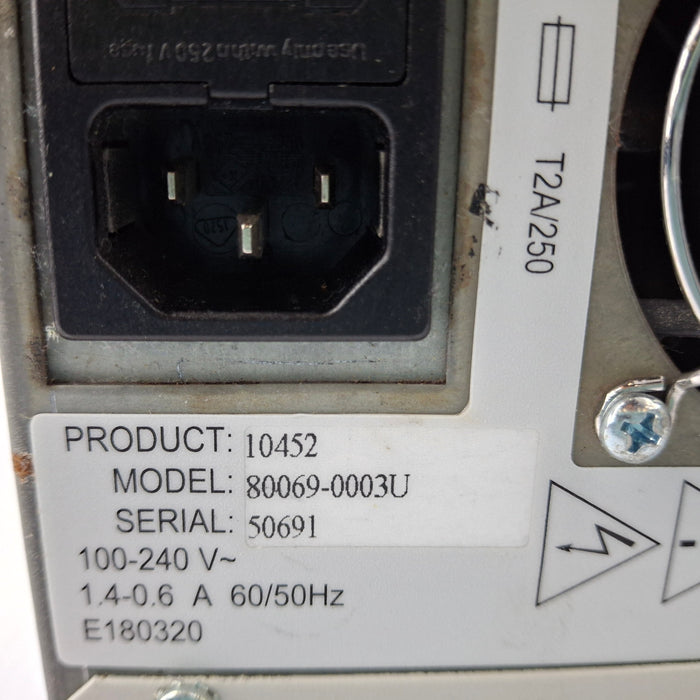 Use only with a 250 V fuse
T2A/250
PRODUCT: 10452
MODEL: 80069-0003U
SERIAL: 50691
100-240 V~
1.4-0.6 A 60/50Hz
E180320